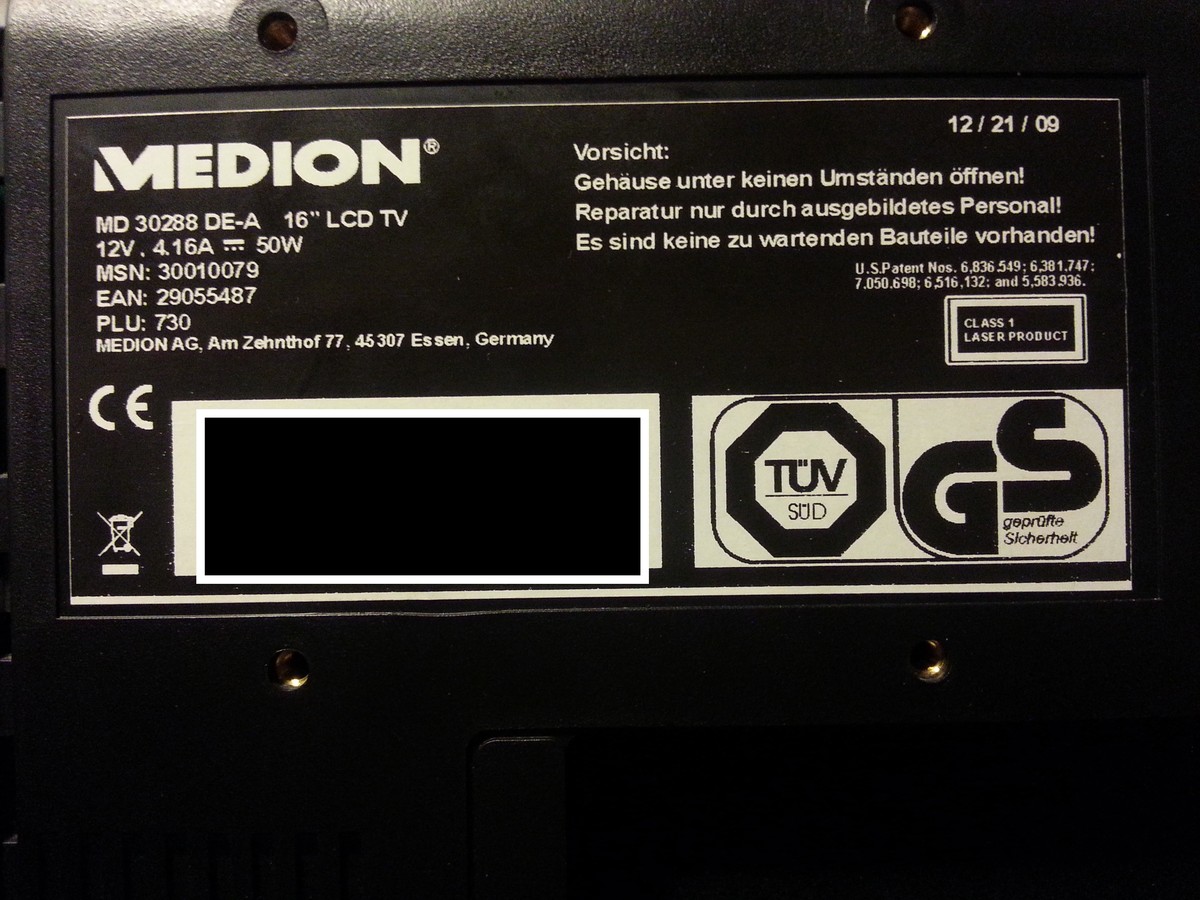 MEDION®
MD 30288 DE-A 16" LCD TV
12V , 4.16A ⎓ 50W
MSN: 30010079
EAN: 29055487
PLU: 730
MEDION AG, Am Zehnthof 77, 45307 Essen, Germany
12 / 21 / 09
Vorsicht:
Gehäuse unter keinen Umständen öffnen!
Reparatur nur durch ausgebildetes Personal!
Es sind keine zu wartenden Bauteile vorhanden!
U.S.Patent Nos. 6,836.549; 6,381,747;
7.050.698; 6,516,132; and 5,583,936.
CLASS 1
LASER PRODUCT
CE
TÜV
SÜD
GS
geprüfte
Sicherheit